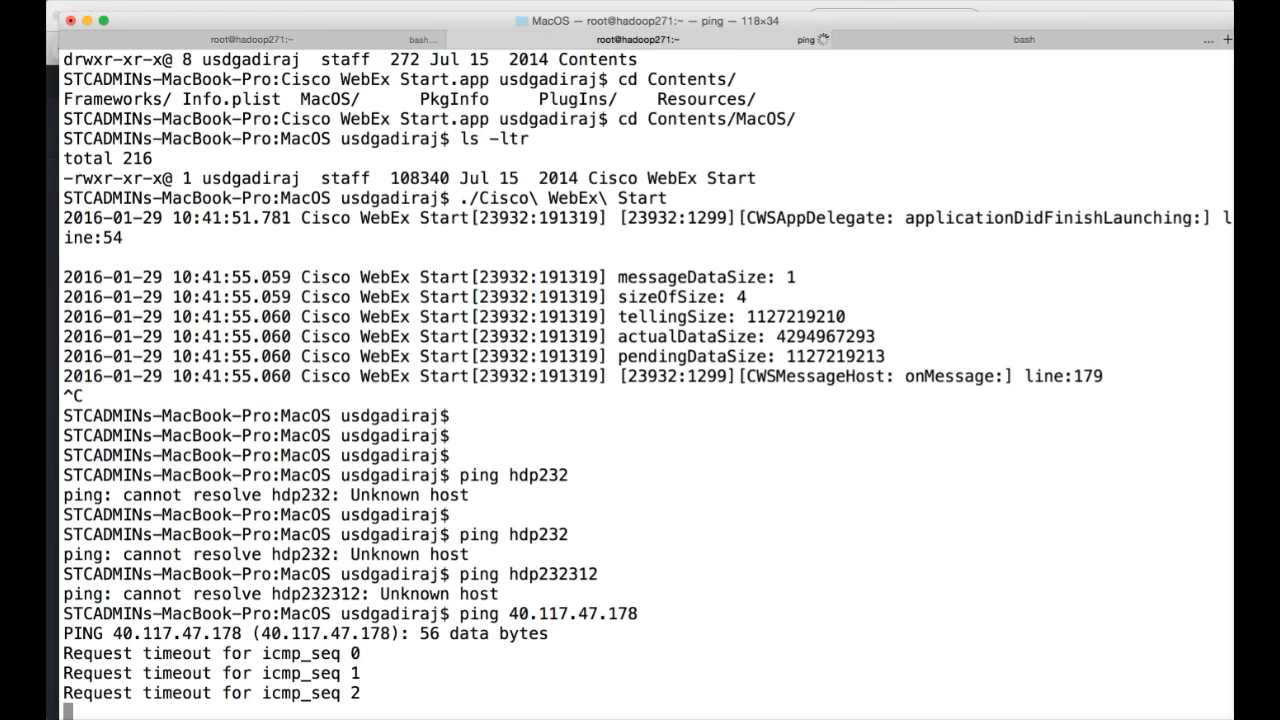 MacOS — root@hadoop271:~ — ping — 118×34
root@hadoop271:~ bash... root@hadoop271:~ ping bash ... +
drwxr-xr-x@ 8 usdgadiraj  staff  272 Jul 15  2014 Contents
STCADMINs-MacBook-Pro:Cisco WebEx Start.app usdgadiraj$ cd Contents/
Frameworks/ Info.plist  MacOS/      PkgInfo     PlugIns/    Resources/
STCADMINs-MacBook-Pro:Cisco WebEx Start.app usdgadiraj$ cd Contents/MacOS/
STCADMINs-MacBook-Pro:MacOS usdgadiraj$ ls -ltr
total 216
-rwxr-xr-x@ 1 usdgadiraj  staff  108340 Jul 15  2014 Cisco WebEx Start
STCADMINs-MacBook-Pro:MacOS usdgadiraj$ ./Cisco\ WebEx\ Start
2016-01-29 10:41:51.781 Cisco WebEx Start[23932:191319] [23932:1299][CWSAppDelegate: applicationDidFinishLaunching:] l
ine:54
2016-01-29 10:41:55.059 Cisco WebEx Start[23932:191319] messageDataSize: 1
2016-01-29 10:41:55.059 Cisco WebEx Start[23932:191319] sizeOfSize: 4
2016-01-29 10:41:55.060 Cisco WebEx Start[23932:191319] tellingSize: 1127219210
2016-01-29 10:41:55.060 Cisco WebEx Start[23932:191319] actualDataSize: 4294967293
2016-01-29 10:41:55.060 Cisco WebEx Start[23932:191319] pendingDataSize: 1127219213
2016-01-29 10:41:55.060 Cisco WebEx Start[23932:191319] [23932:1299][CWSMessageHost: onMessage:] line:179
^C
STCADMINs-MacBook-Pro:MacOS usdgadiraj$
STCADMINs-MacBook-Pro:MacOS usdgadiraj$
STCADMINs-MacBook-Pro:MacOS usdgadiraj$
STCADMINs-MacBook-Pro:MacOS usdgadiraj$ ping hdp232
ping: cannot resolve hdp232: Unknown host
STCADMINs-MacBook-Pro:MacOS usdgadiraj$
STCADMINs-MacBook-Pro:MacOS usdgadiraj$ ping hdp232
ping: cannot resolve hdp232: Unknown host
STCADMINs-MacBook-Pro:MacOS usdgadiraj$ ping hdp232312
ping: cannot resolve hdp232312: Unknown host
STCADMINs-MacBook-Pro:MacOS usdgadiraj$ ping 40.117.47.178
PING 40.117.47.178 (40.117.47.178): 56 data bytes
Request timeout for icmp_seq 0
Request timeout for icmp_seq 1
Request timeout for icmp_seq 2